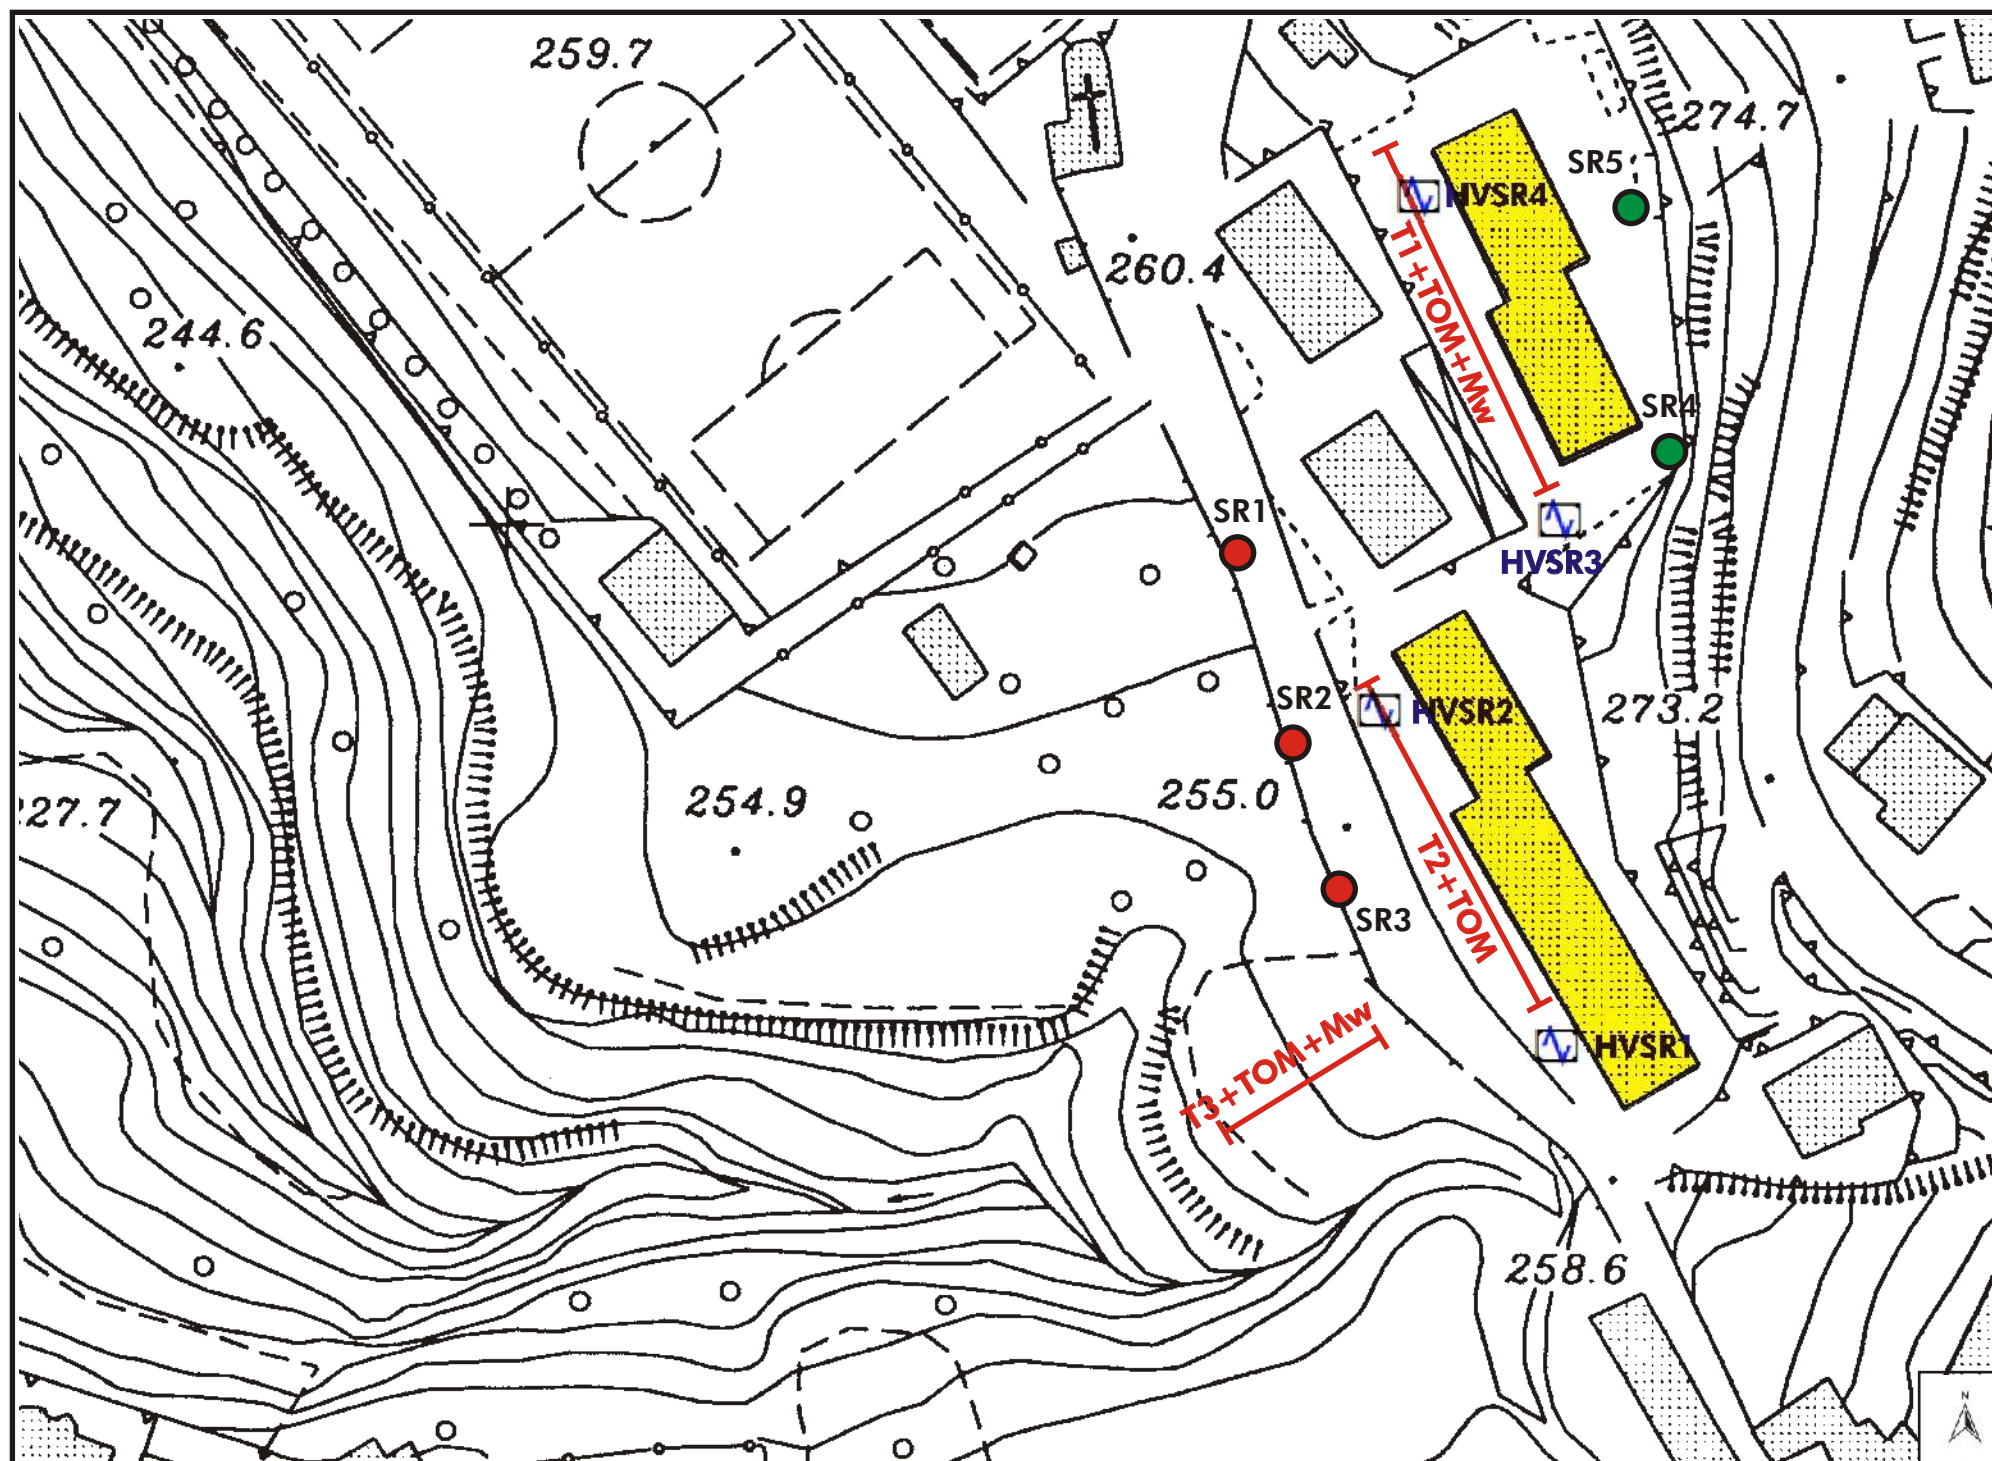 259.7
274.7
SR5
HVSR4
260.4
T1+TOM+Mw
244.6
SR4
SR1
HVSR3
SR2
HVSR2
273.2
254.9
255.0
27.7
T2+TOM
SR3
T3+TOM+Mw
HVSR1
258.6
N